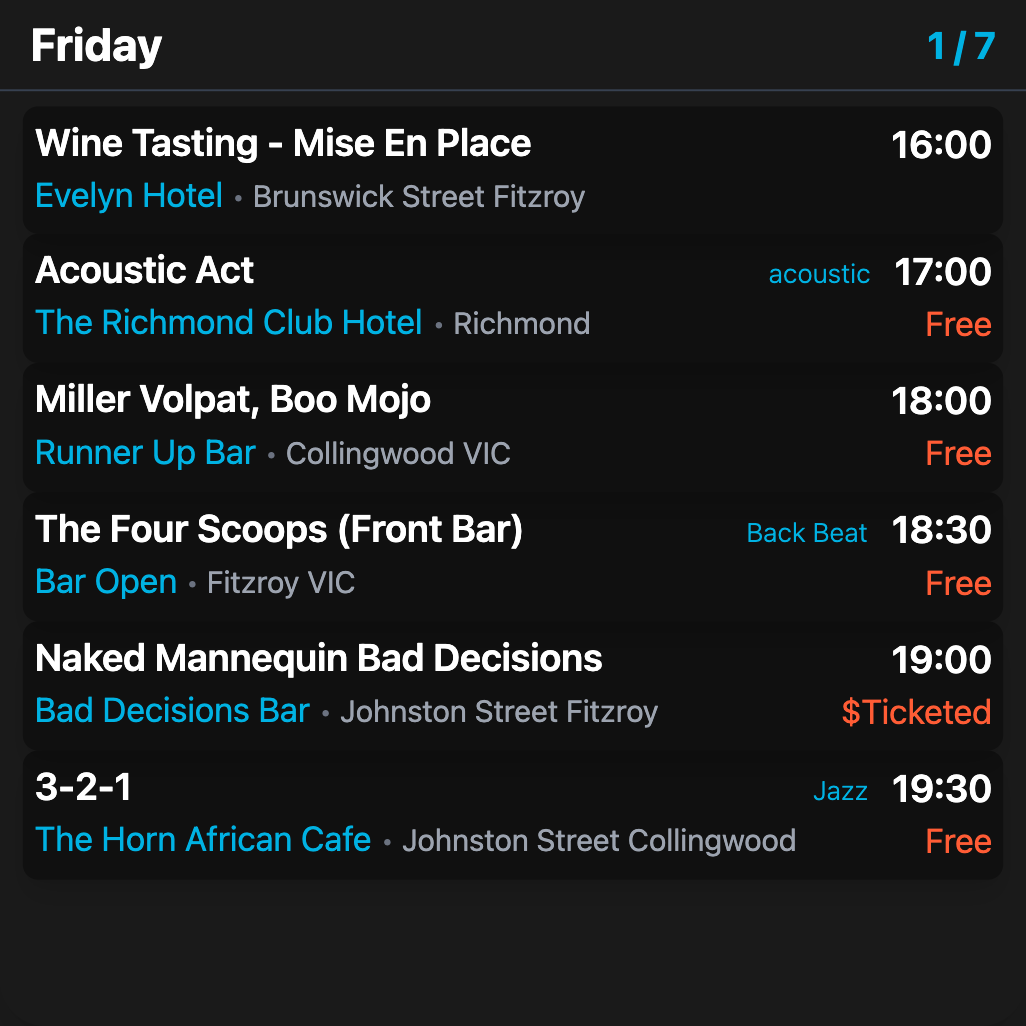 Friday 1 / 7
Wine Tasting - Mise En Place 16:00
Evelyn Hotel • Brunswick Street Fitzroy
Acoustic Act acoustic 17:00
The Richmond Club Hotel • Richmond Free
Miller Volpat, Boo Mojo 18:00
Runner Up Bar • Collingwood VIC Free
The Four Scoops (Front Bar) Back Beat 18:30
Bar Open • Fitzroy VIC Free
Naked Mannequin Bad Decisions 19:00
Bad Decisions Bar • Johnston Street Fitzroy $Ticketed
3-2-1 Jazz 19:30
The Horn African Cafe • Johnston Street Collingwood Free